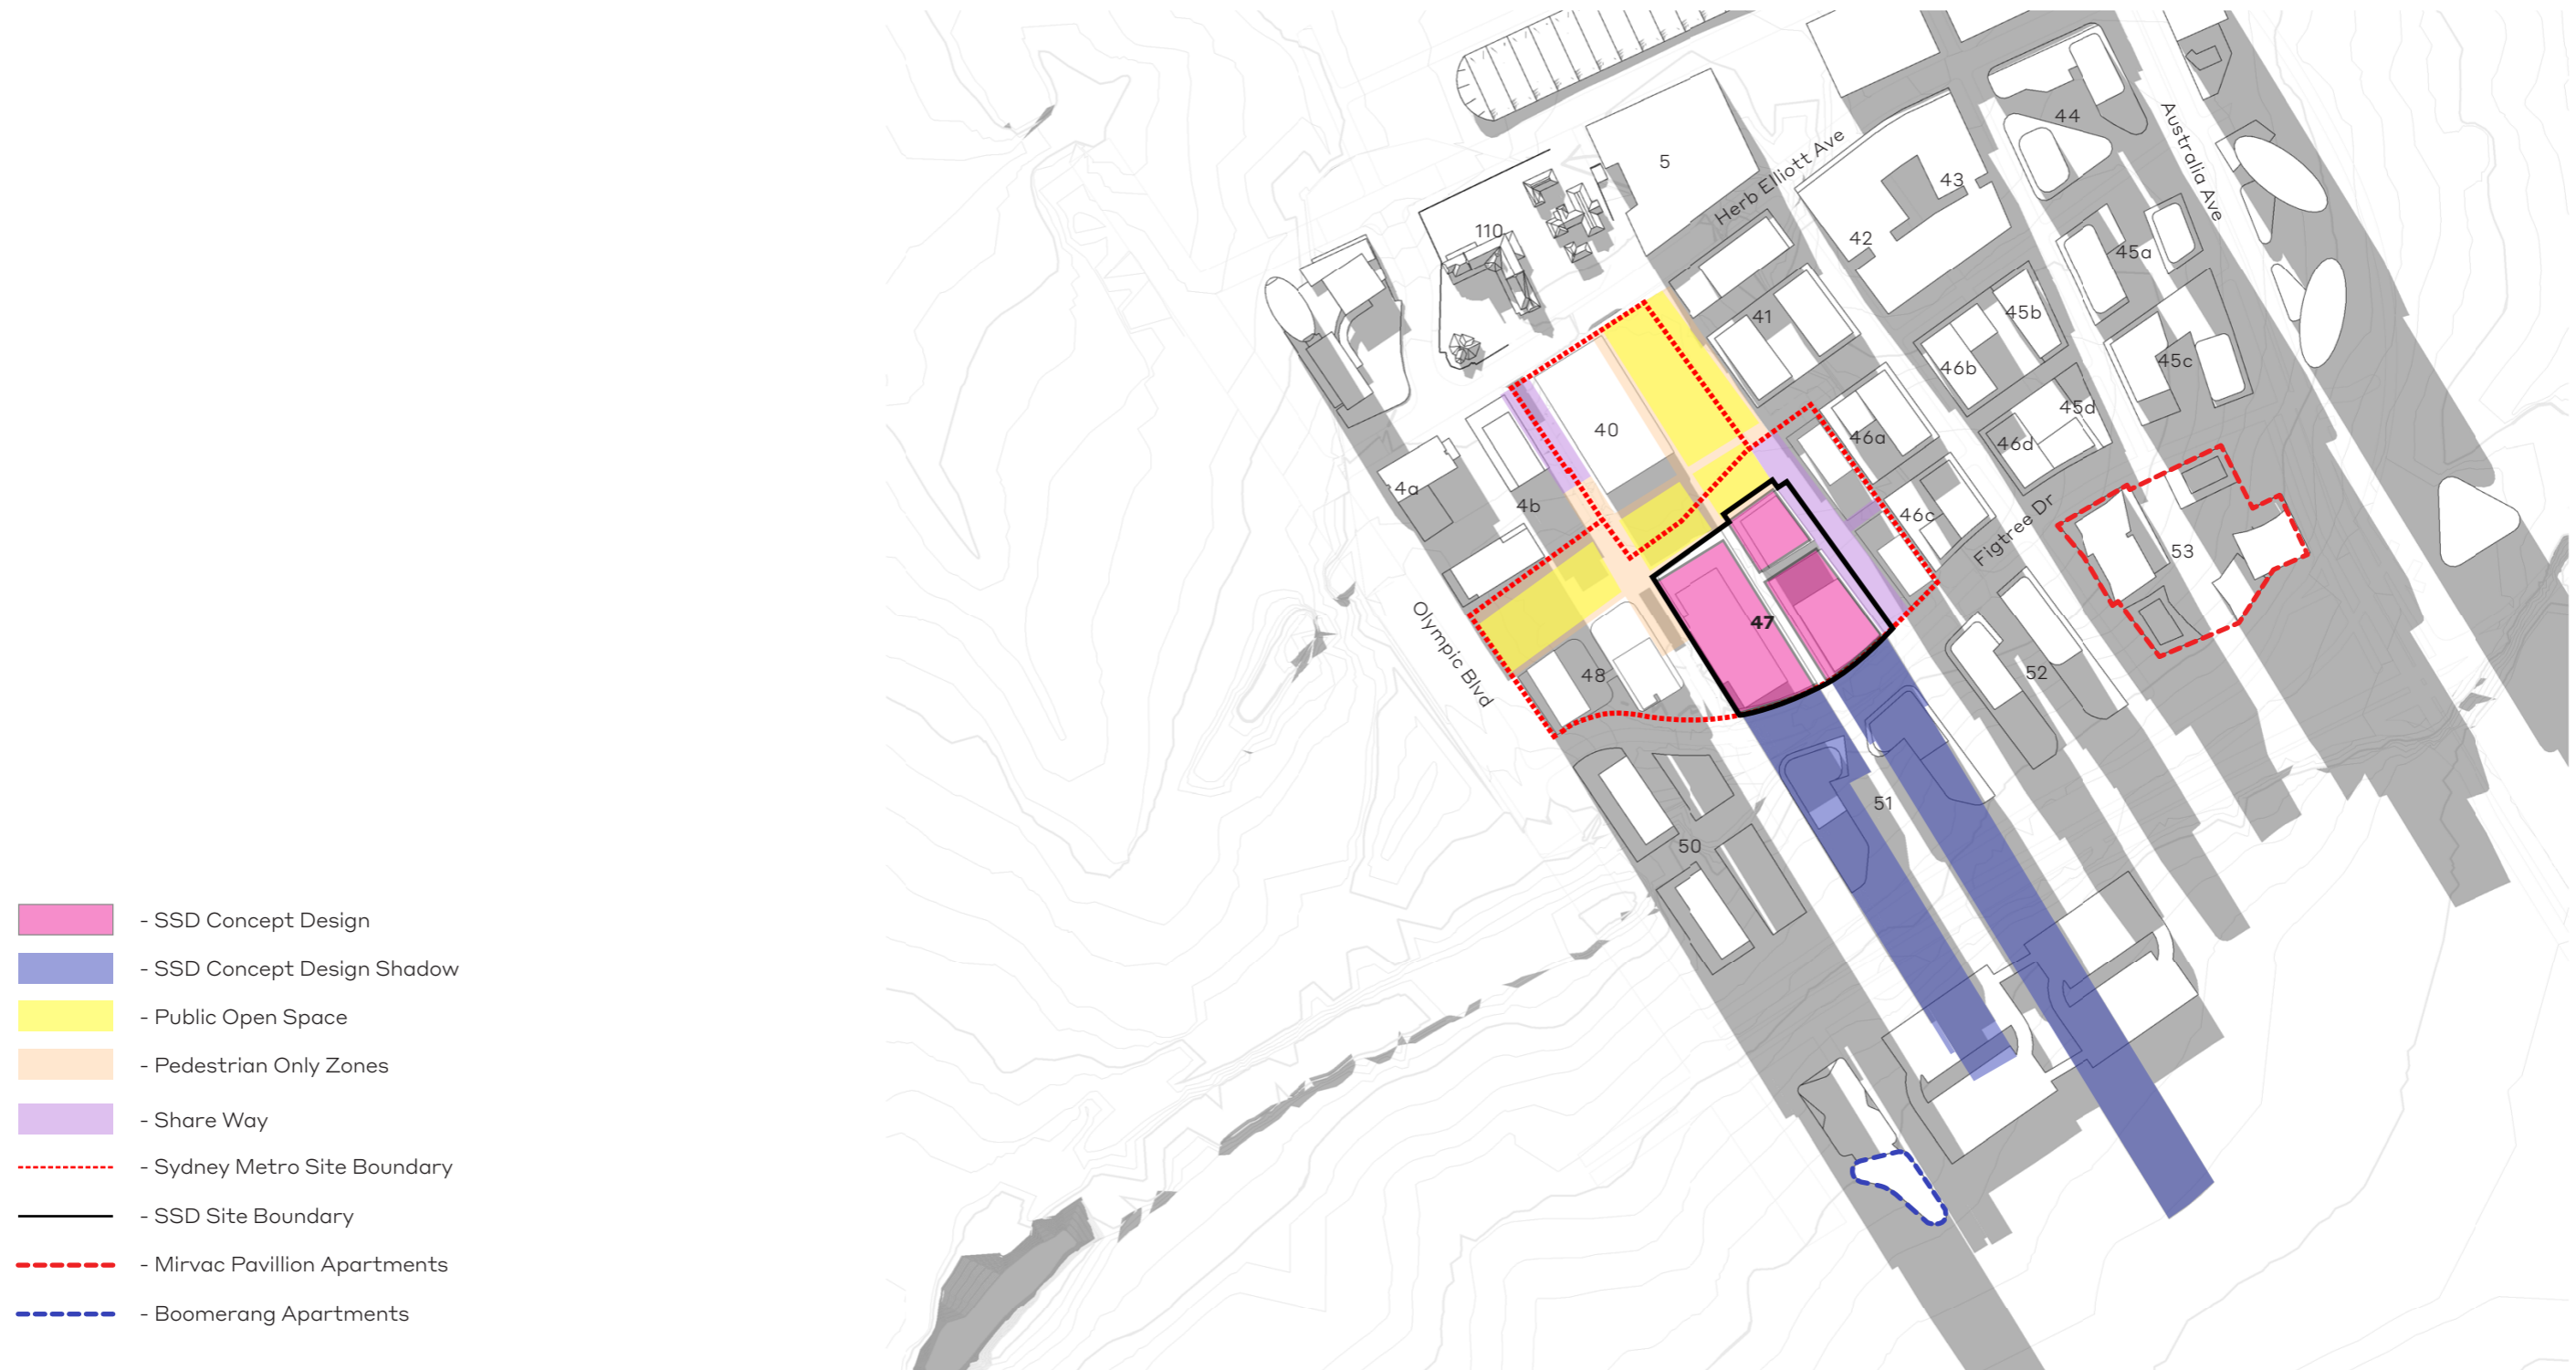 44
Australia Ave
5
Herb Elliott Ave
43
110
42
45a
41
45b
45c
46b
40
45d
46a
46d
4a
4b
46c
Figtree Dr
53
47
Olympic Blvd
48
52
51
50
- SSD Concept Design
- SSD Concept Design Shadow
- Public Open Space
- Pedestrian Only Zones
- Share Way
- Sydney Metro Site Boundary
- SSD Site Boundary
- Mirvac Pavillion Apartments
- Boomerang Apartments